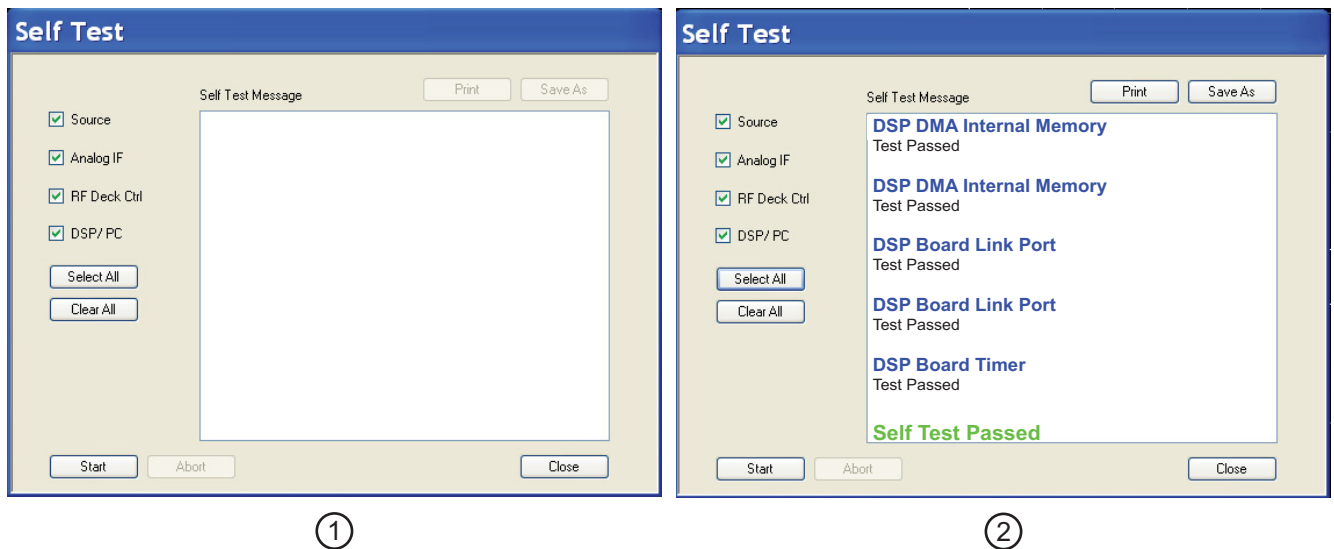 Self Test
Self Test Message
Print
Save As
Source
Analog IF
RF Deck Ctrl
DSP/ PC
Select All
Clear All
Start
Abort
Close
1
Self Test
Self Test Message
Print
Save As
Source
Analog IF
RF Deck Ctrl
DSP/ PC
Select All
Clear All
DSP DMA Internal Memory
Test Passed
DSP DMA Internal Memory
Test Passed
DSP Board Link Port
Test Passed
DSP Board Link Port
Test Passed
DSP Board Timer
Test Passed
Self Test Passed
Start
Abort
Close
2